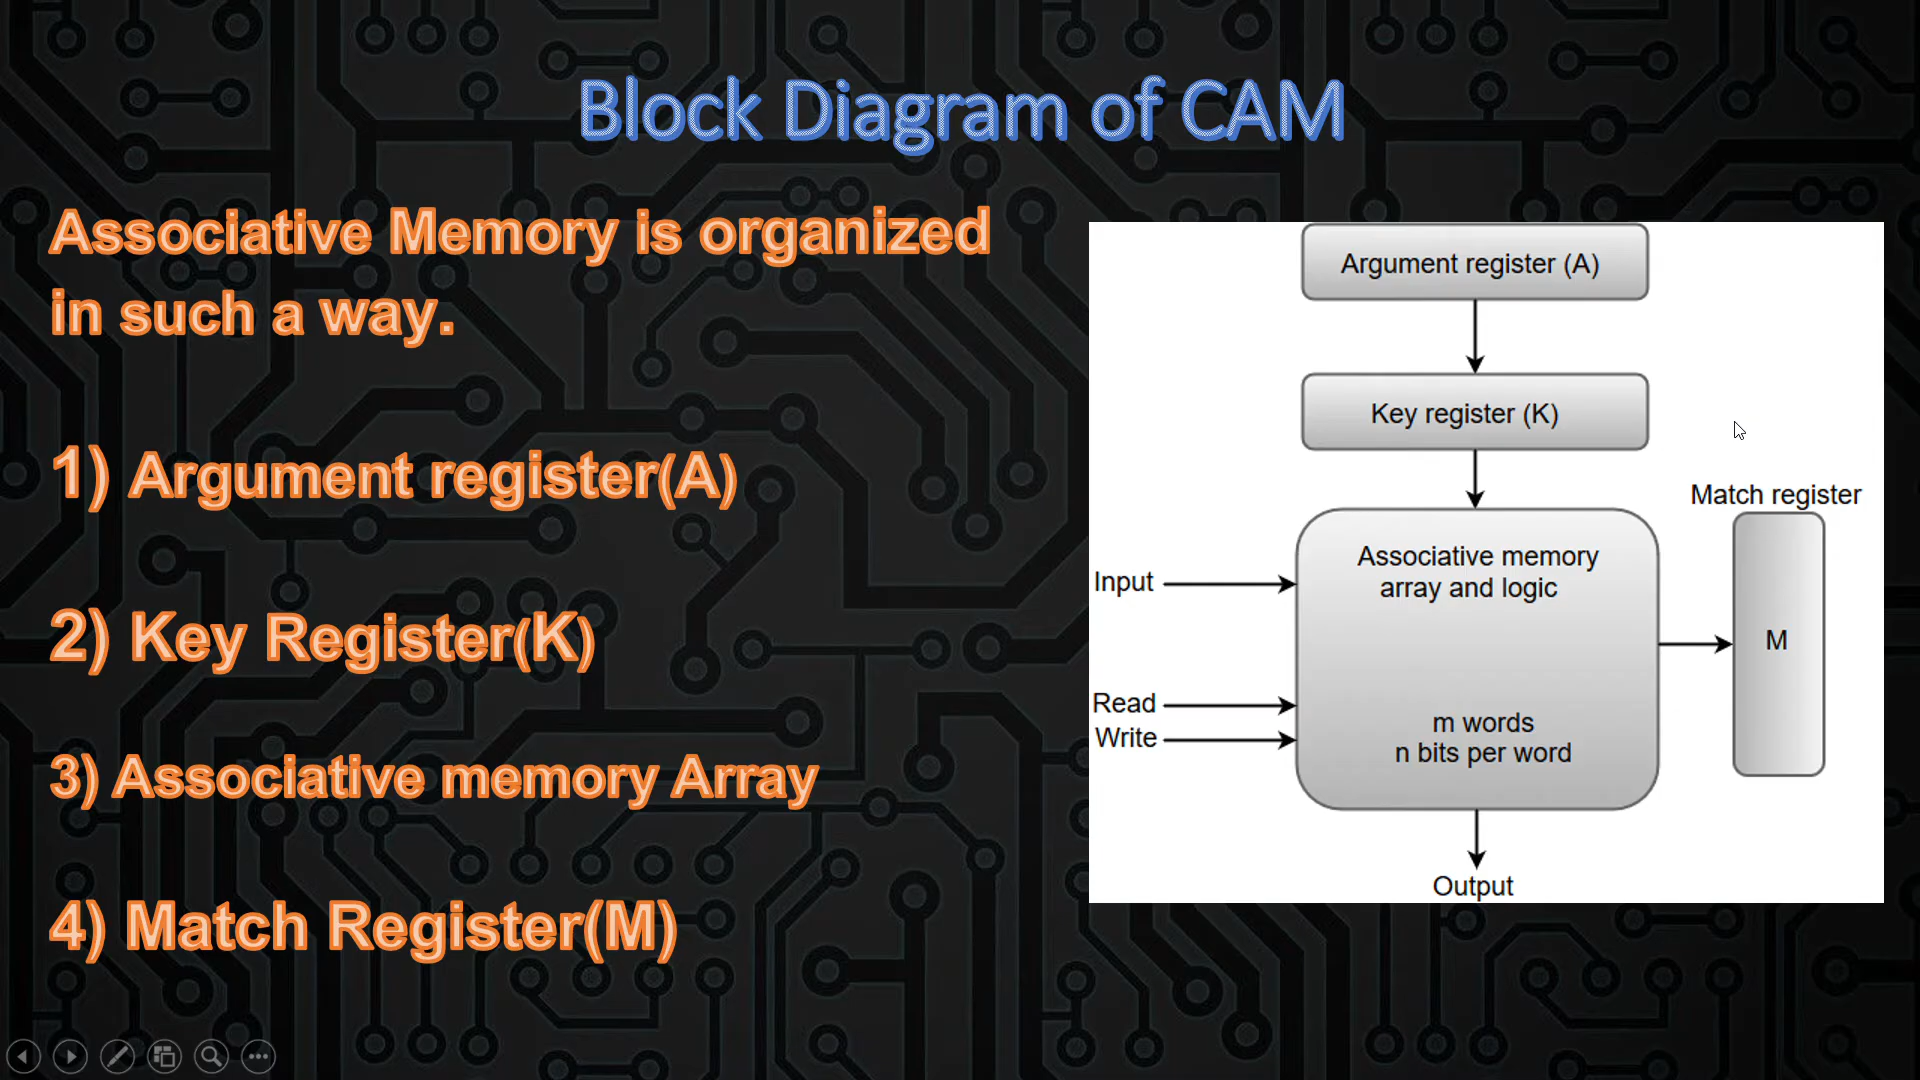 Block Diagram of CAM
Associative Memory is organized
in such a way.
1) Argument register(A)
2) Key Register(K)
3) Associative memory Array
4) Match Register(M)
Argument register (A)
Key register (K)
Match register
Associative memory
array and logic
Input
M
Read
Write
m words
n bits per word
Output